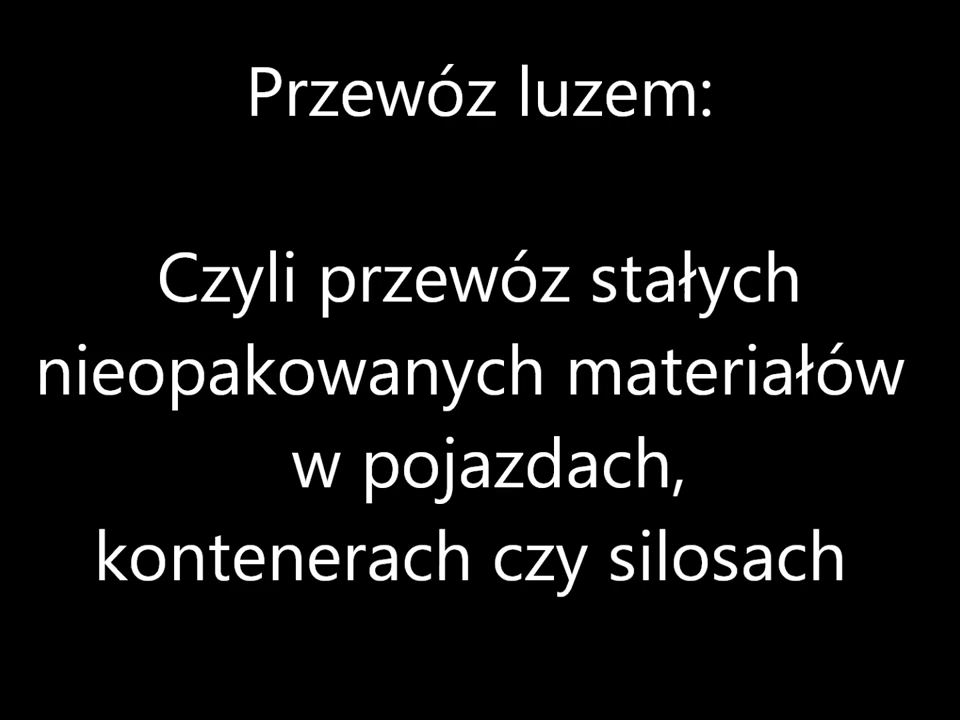 Przewóz luzem:
Czyli przewóz stałych
nieopakowanych materiałów
w pojazdach,
kontenerach czy silosach